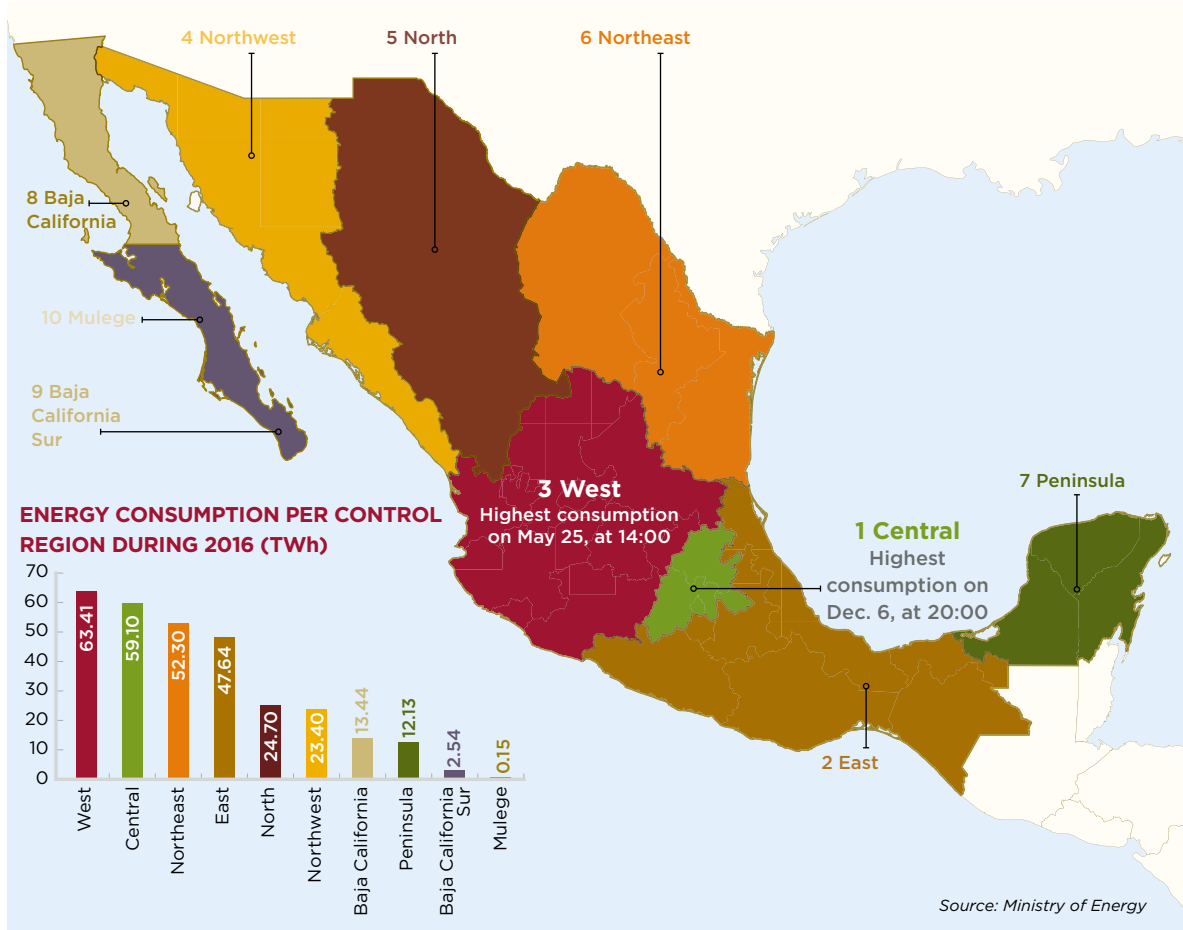 4 Northwest
5 North
6 Northeast
8 Baja
California
10 Mulege
9 Baja
California
Sur
3 West
Highest consumption
on May 25, at 14:00
7 Peninsula
1 Central
Highest
consumption on
Dec. 6, at 20:00
2 East
ENERGY CONSUMPTION PER CONTROL
REGION DURING 2016 (TWh)
70
60
50
40
30
20
10
0
63.41
59.10
52.30
47.64
24.70
23.40
13.44
12.13
2.54
0.15
West
Central
Northeast
East
North
Northwest
Baja California
Peninsula
Baja California
Sur
Mulege
Source: Ministry of Energy